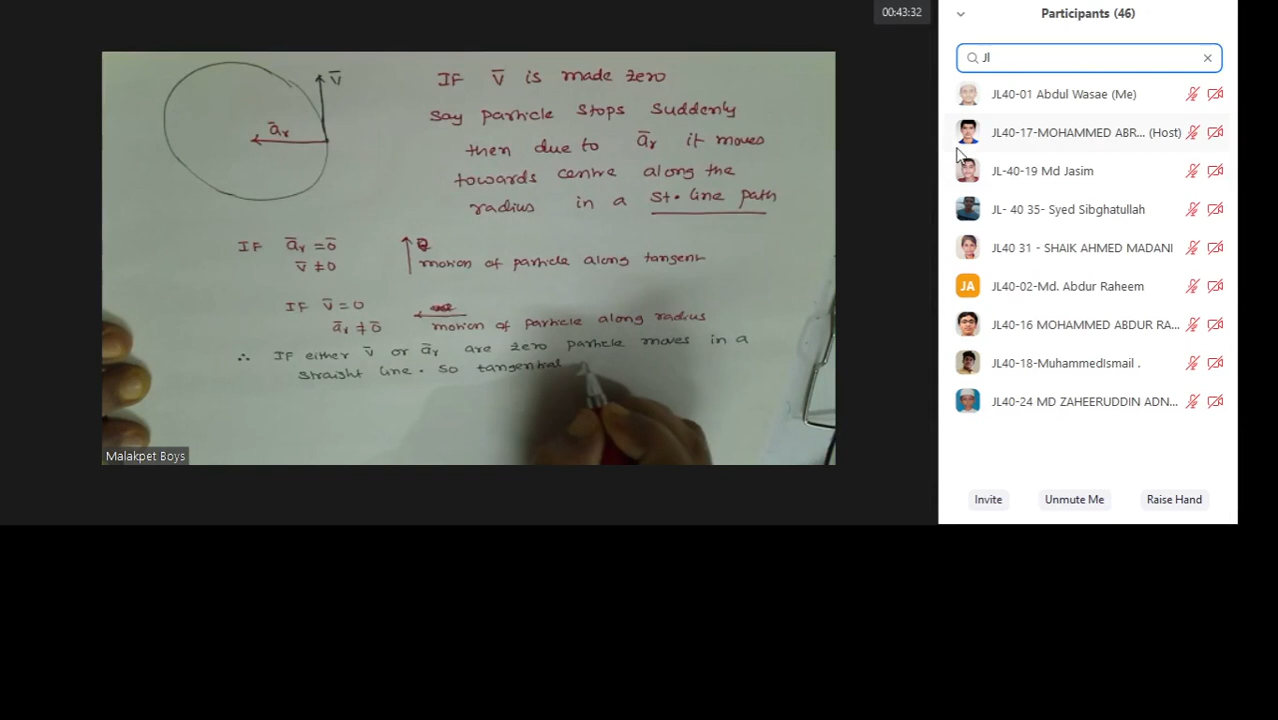 00:43:32
V̄
ār
IF V̄ is made zero
say particle stops suddenly
then due to ār it moves
towards centre along the
radius in a st. line path
IF ār = 0̄
V̄ ≠ 0
motion of particle along tangent
IF V̄ = 0
ār ≠ 0̄
motion of particle along radius
∴ IF either V̄ or ār are zero particle moves in a
straight line. so tangential
Malakpet Boys
Participants (46)
Jl
JL40-01 Abdul Wasae (Me)
JL40-17-MOHAMMED ABR... (Host)
JL-40-19 Md Jasim
JL- 40 35- Syed Sibghatullah
JL40 31 - SHAIK AHMED MADANI
JA JL40-02-Md. Abdur Raheem
JL40-16 MOHAMMED ABDUR RA...
JL40-18-MuhammedIsmail .
JL40-24 MD ZAHEERUDDIN ADN...
Invite Unmute Me Raise Hand